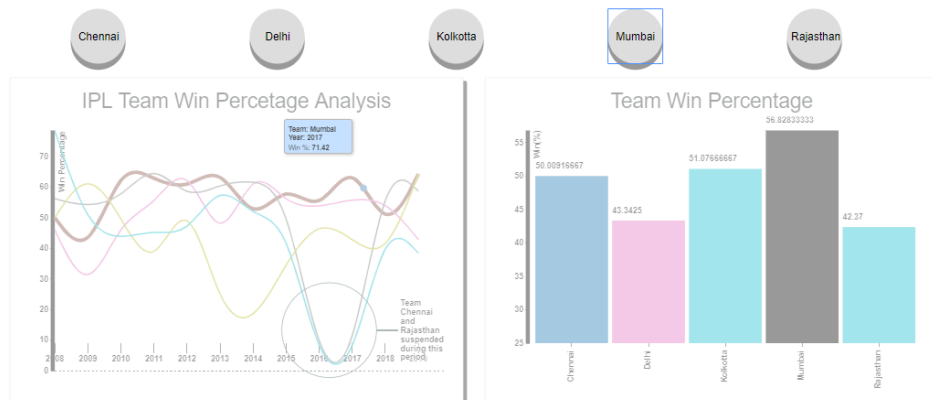 Chennai
Delhi
Kolkotta
Mumbai
Rajasthan
IPL Team Win Percetage Analysis
Team: Mumbai
Year: 2017
Win %: 71.42
Win Percentage
70
60
50
40
30
20
10
0
2008 2009 2010 2011 2012 2013 2014 2015 2016 2017 2018
Team
Chennai
and
Rajasthan
suspended
during this
period
Team Win Percentage
Win(%)
55
50
45
40
35
30
25
50.00916667
43.3425
51.07666667
56.82833333
42.37
Chennai
Delhi
Kolkotta
Mumbai
Rajasthan